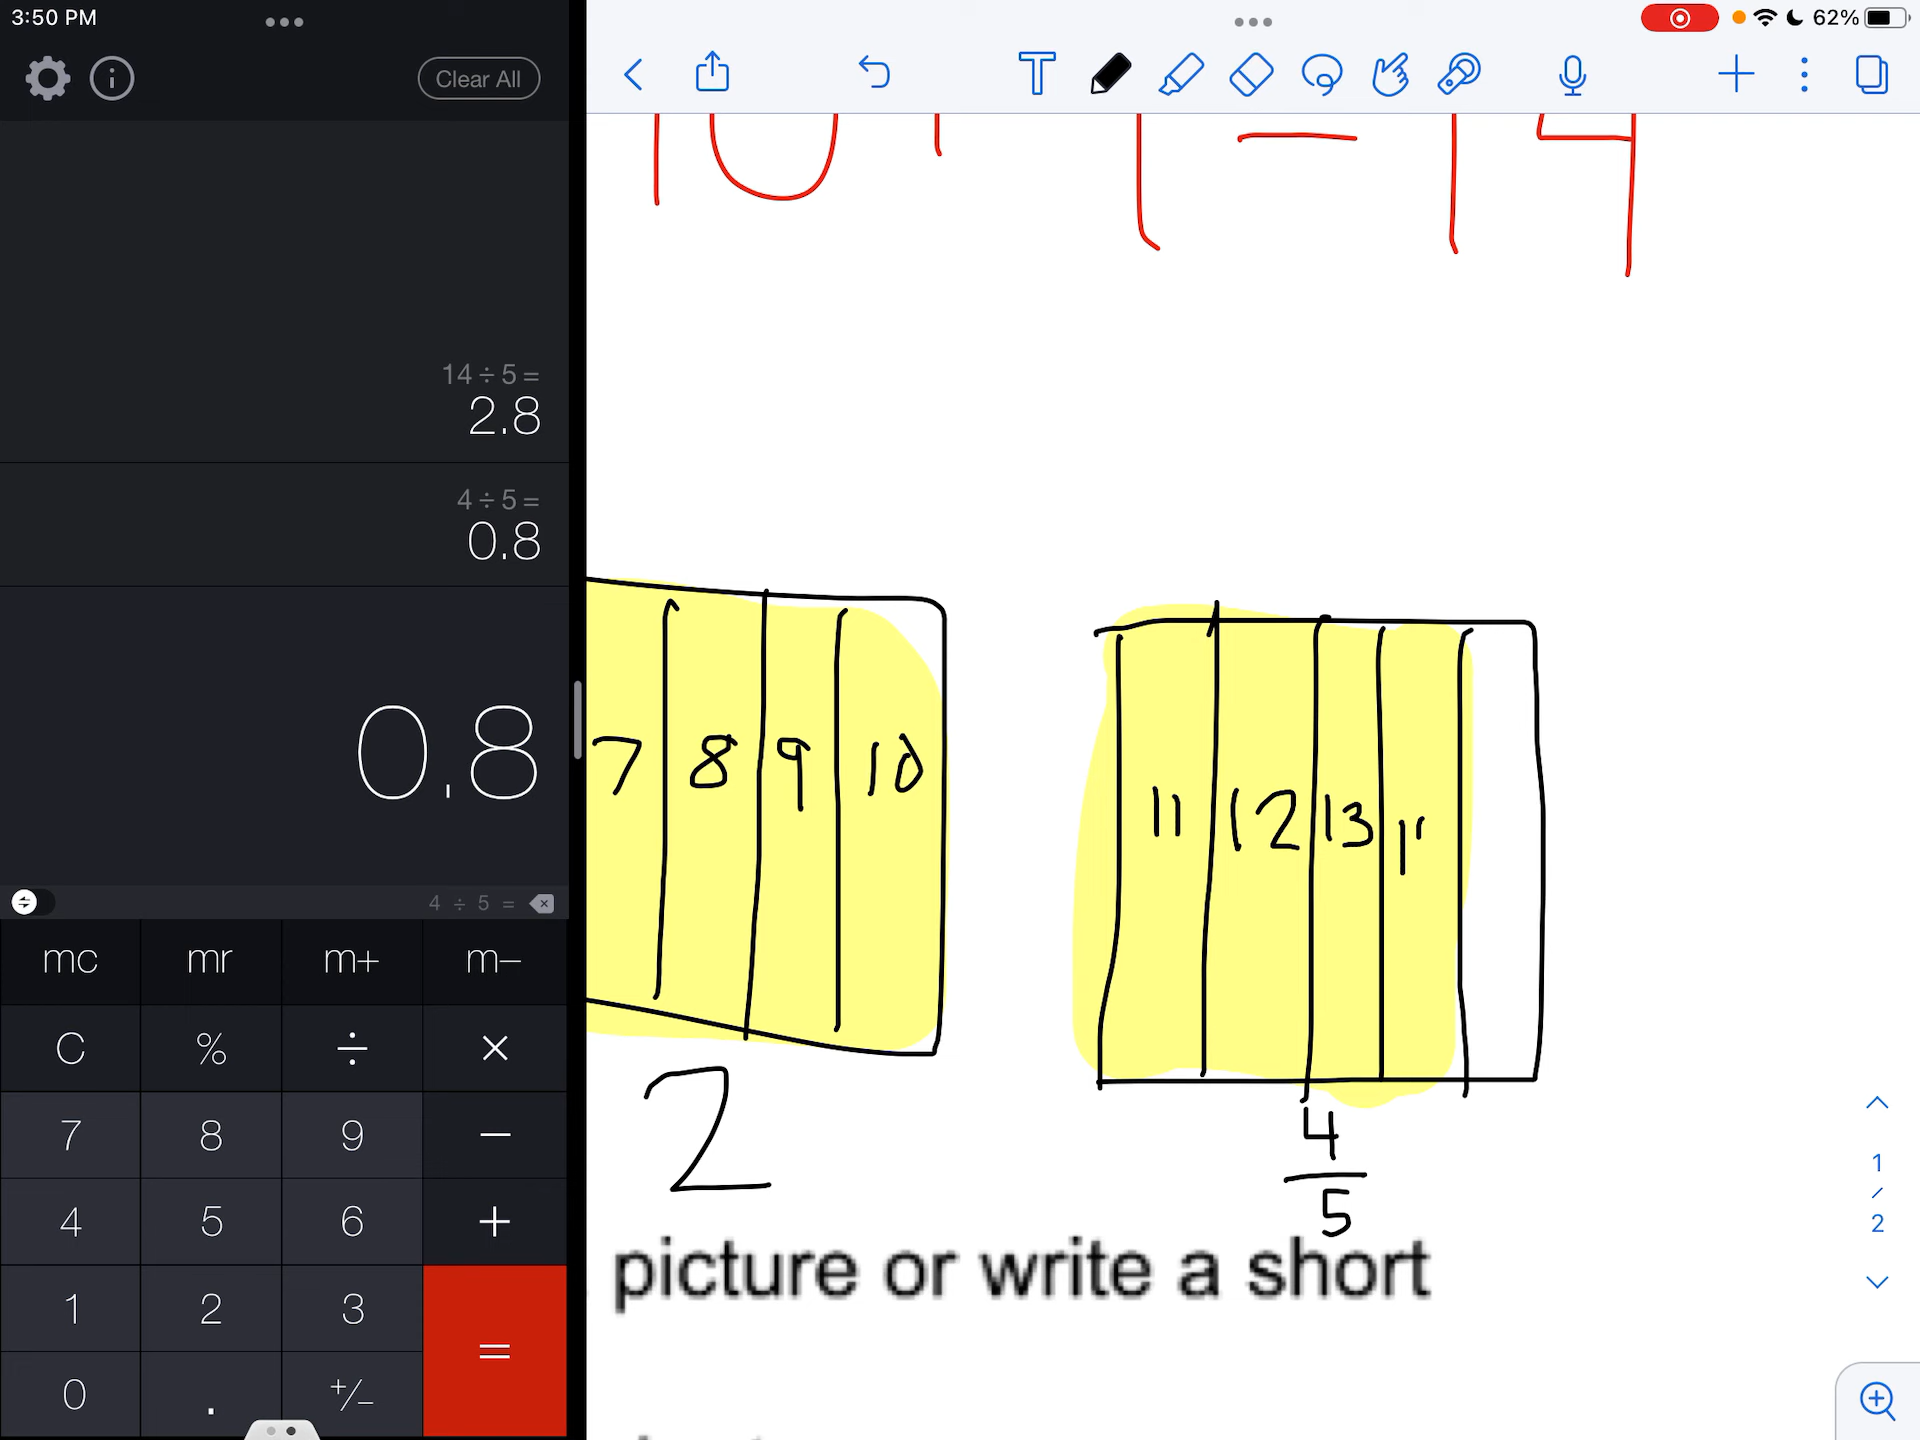 3:50 PM
62%
Clear All
14 ÷ 5 =
2.8
4 ÷ 5 =
0.8
0.8
4 ÷ 5 =
mc mr m+ m–
C % ÷ ×
7 8 9 −
4 5 6 +
1 2 3 =
0 . +/−
T
7 8 9 10
11 12 13
2
4
5
picture or write a short
1
/
2